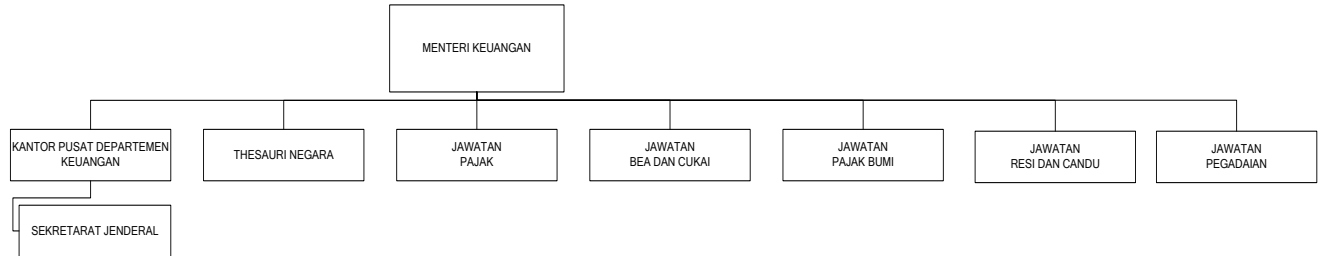 MENTERI KEUANGAN
KANTOR PUSAT DEPARTEMEN
KEUANGAN
THESAURI NEGARA
JAWATAN
PAJAK
JAWATAN
BEA DAN CUKAI
JAWATAN
PAJAK BUMI
JAWATAN
RESI DAN CANDU
JAWATAN
PEGADAIAN
SEKRETARAT JENDERAL